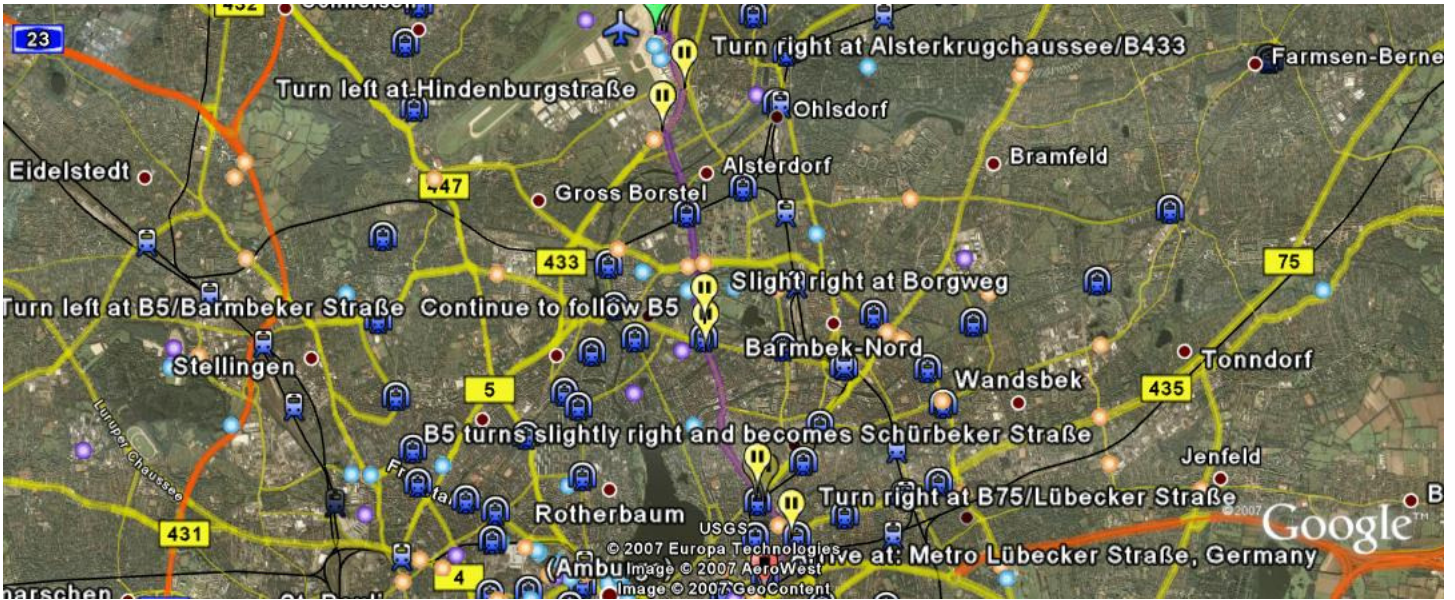 432
23
Turn right at Alsterkrugchaussee/B433
Farmsen-Berne
Turn left at Hindenburgstraße
Ohlsdorf
Bramfeld
Alsterdorf
Eidelstedt
447
Gross Borstel
433
75
Slight right at Borgweg
Turn left at B5/Barmbeker Straße Continue to follow B5
Barmbek-Nord
Tonndorf
Stellingen
Wandsbek
5
435
Luruper Chaussee
B5 turns slightly right and becomes Schürbeker Straße
Jenfeld
Turn right at B75/Lübecker Straße
B
Rotherbaum
431
USGS
©2007 Google™
© 2007 Europa Technologies
Arrive at: Metro Lübecker Straße, Germany
Image © 2007 AeroWest
4
Image © 2007 GeoContent